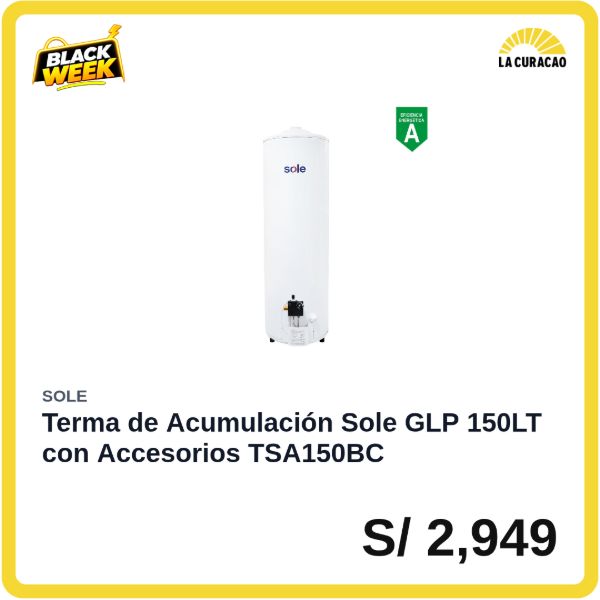 BLACK
WEEK
LA CURACAO
EFICIENCIA
ENERGÉTICA
A
sole
SOLE
Terma de Acumulación Sole GLP 150LT
con Accesorios TSA150BC
S/ 2,949